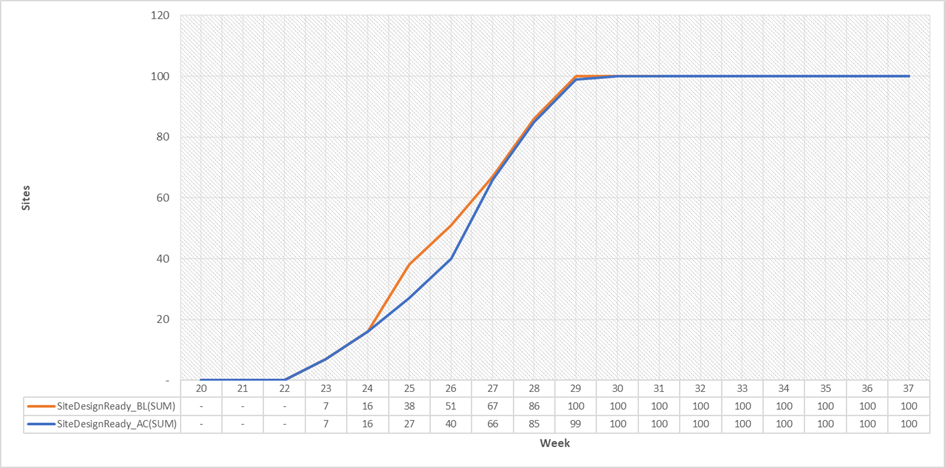 120
100
80
60
40
20
-
Sites
20 21 22 23 24 25 26 27 28 29 30 31 32 33 34 35 36 37
SiteDesignReady_BL(SUM) - - - 7 16 38 51 67 86 100 100 100 100 100 100 100 100 100
SiteDesignReady_AC(SUM) - - - 7 16 27 40 66 85 99 100 100 100 100 100 100 100 100
Week